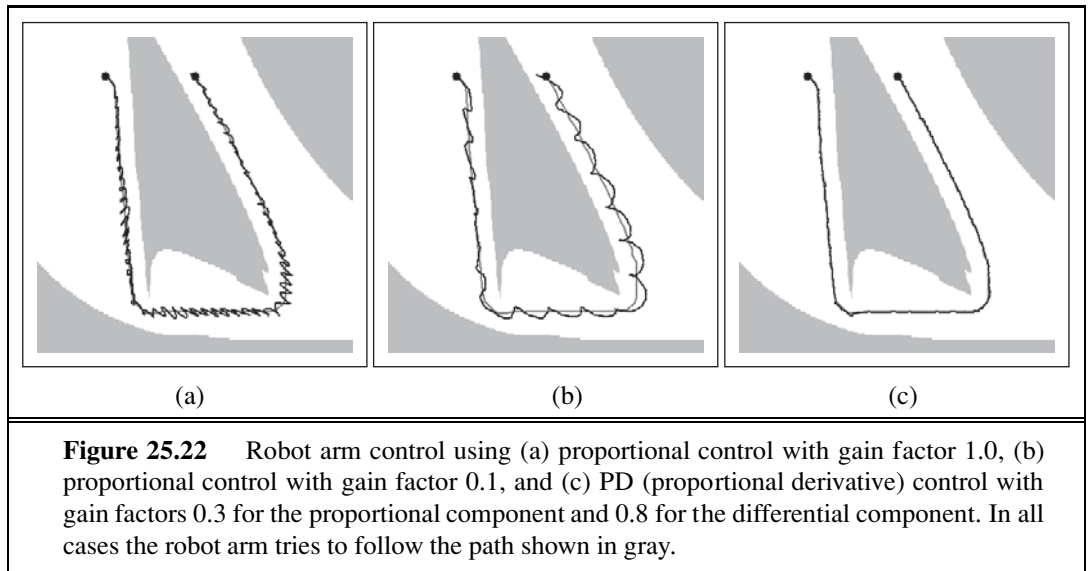 (a)
(b)
(c)
Figure 25.22 Robot arm control using (a) proportional control with gain factor 1.0, (b)
proportional control with gain factor 0.1, and (c) PD (proportional derivative) control with
gain factors 0.3 for the proportional component and 0.8 for the differential component. In all
cases the robot arm tries to follow the path shown in gray.